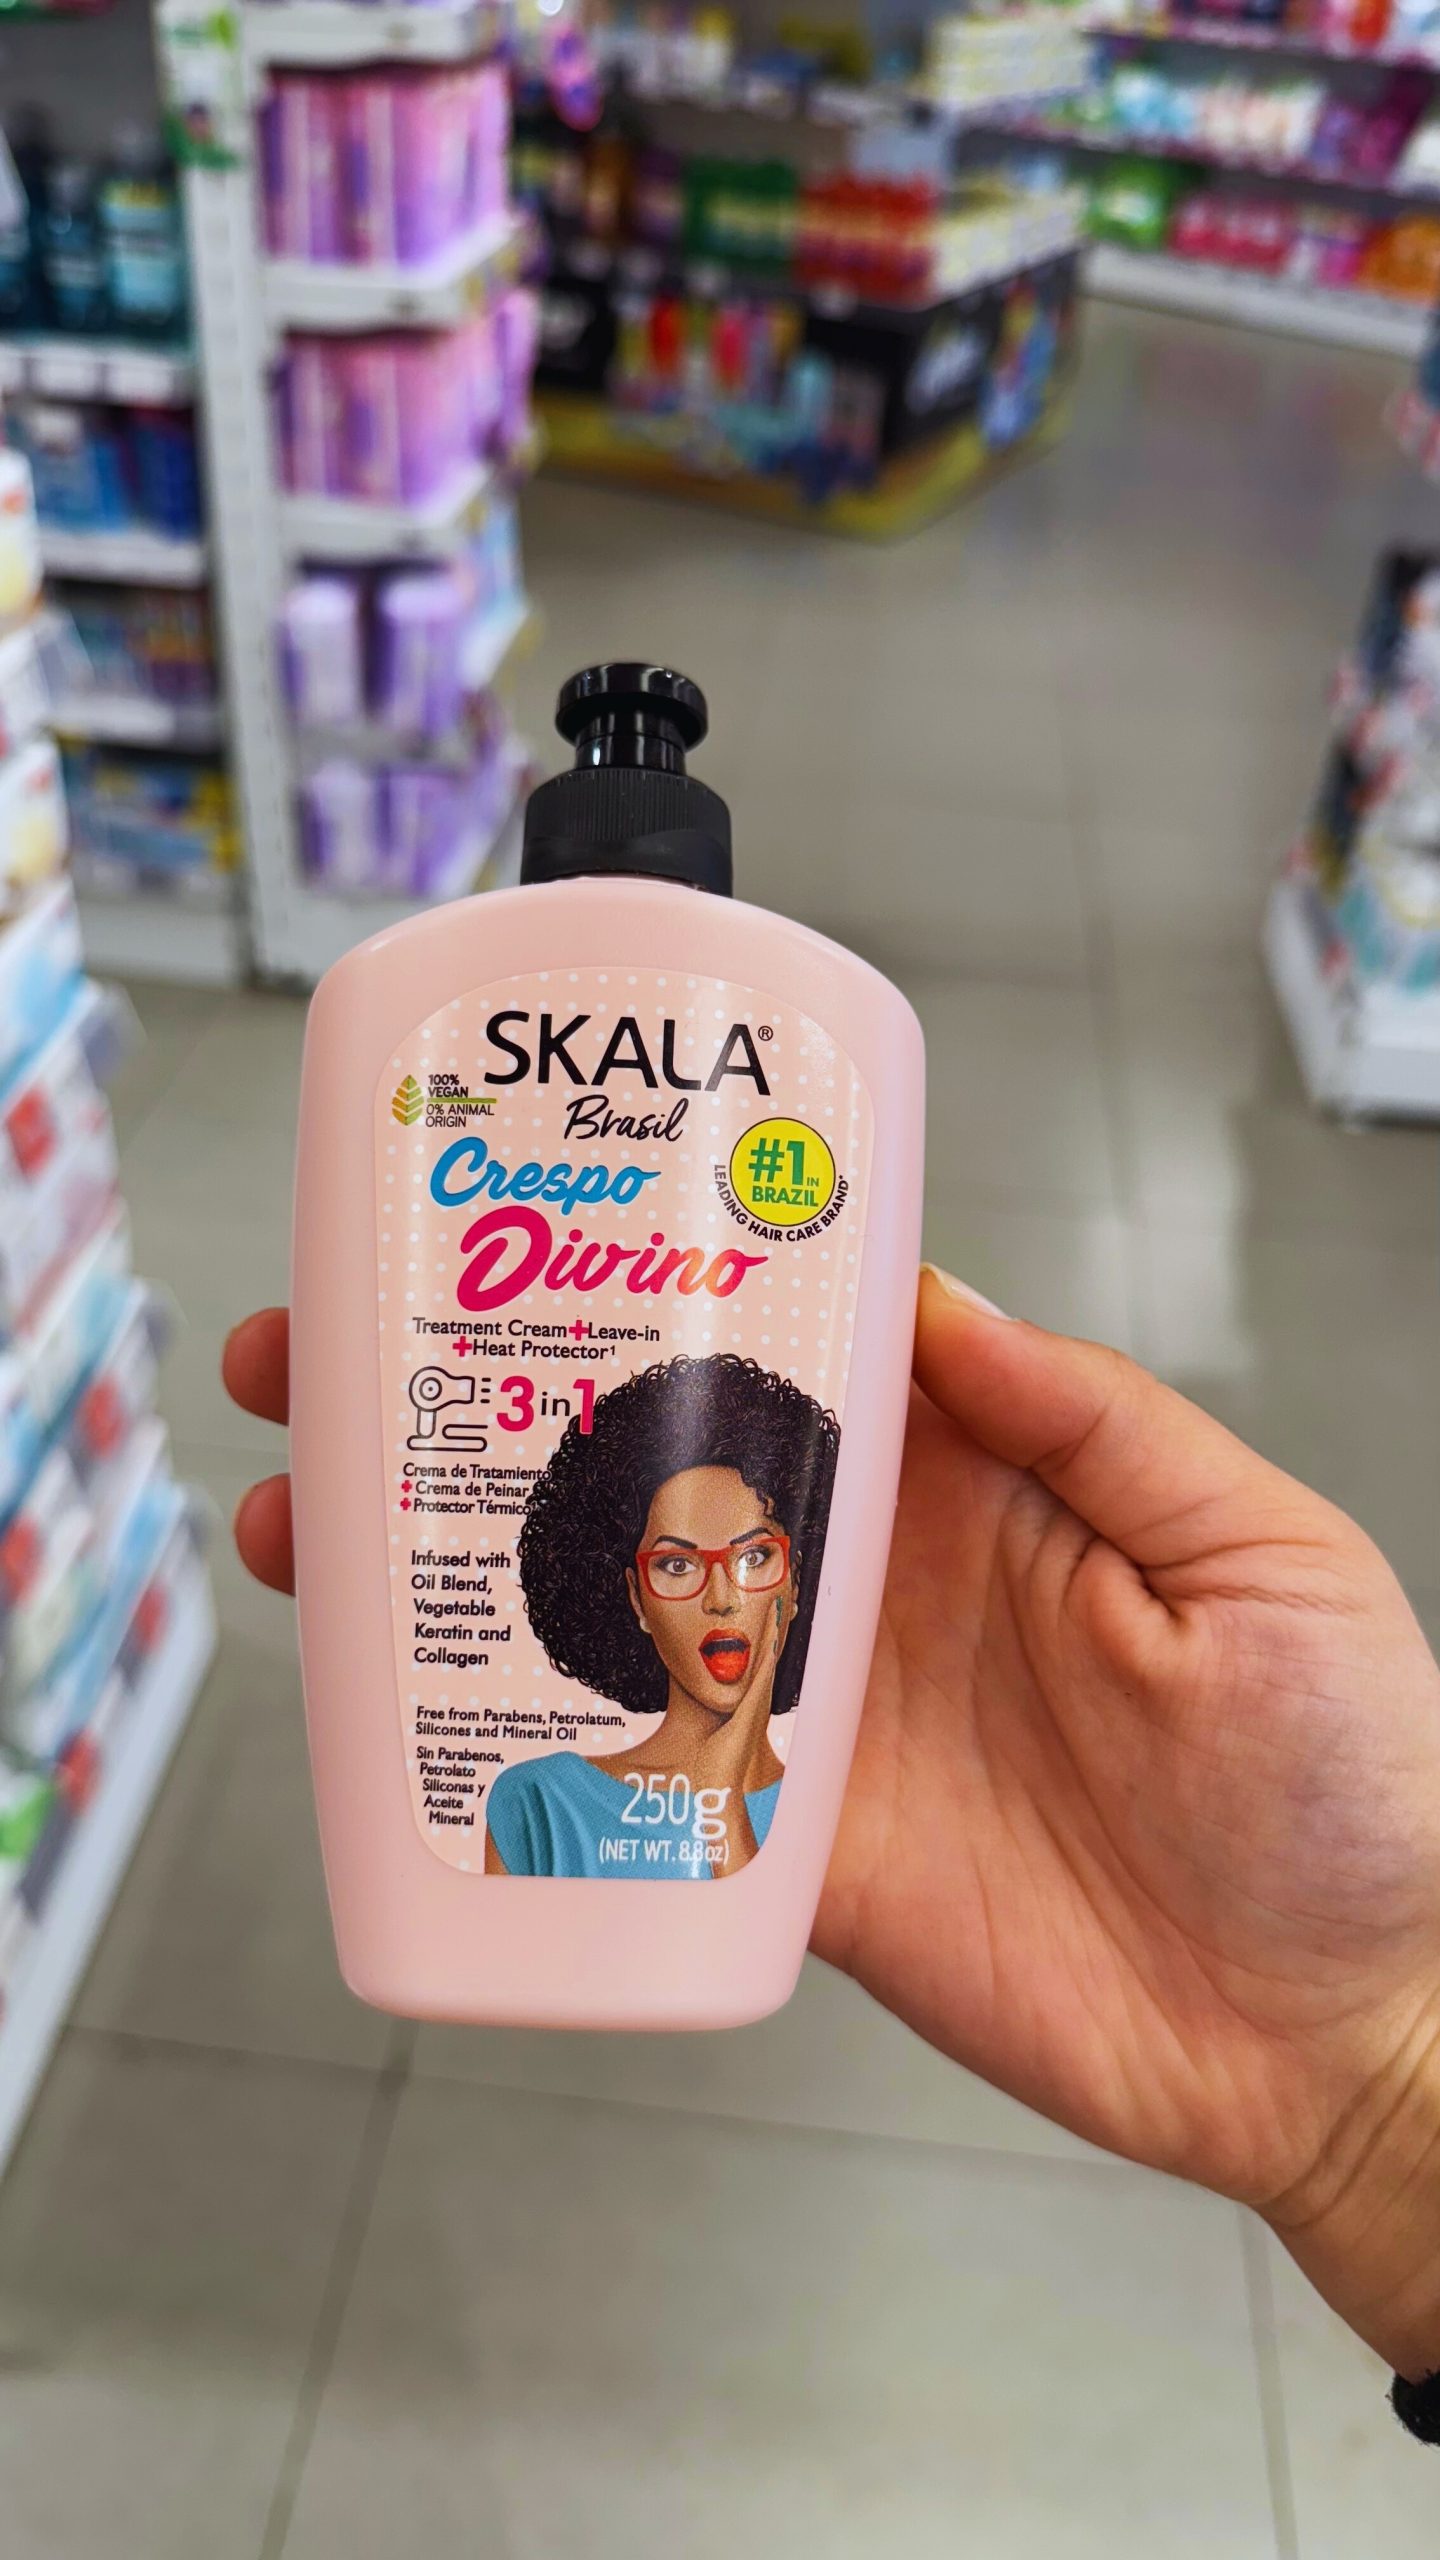 SKALA®
Brasil
100%
VEGAN
0% ANIMAL
ORIGIN
Crespo
Divino
#1 IN
BRAZIL
LEADING HAIR CARE BRAND*
Treatment Cream+Leave-in
+Heat Protector¹
3 in 1
Crema de Tratamiento
+ Crema de Peinar
+ Protector Térmico¹
Infused with
Oil Blend,
Vegetable
Keratin and
Collagen
Free from Parabens, Petrolatum,
Silicones and Mineral Oil
Sin Parabenos,
Petrolato
Siliconas y
Aceite
Mineral
250g
(NET WT. 8.8 oz)